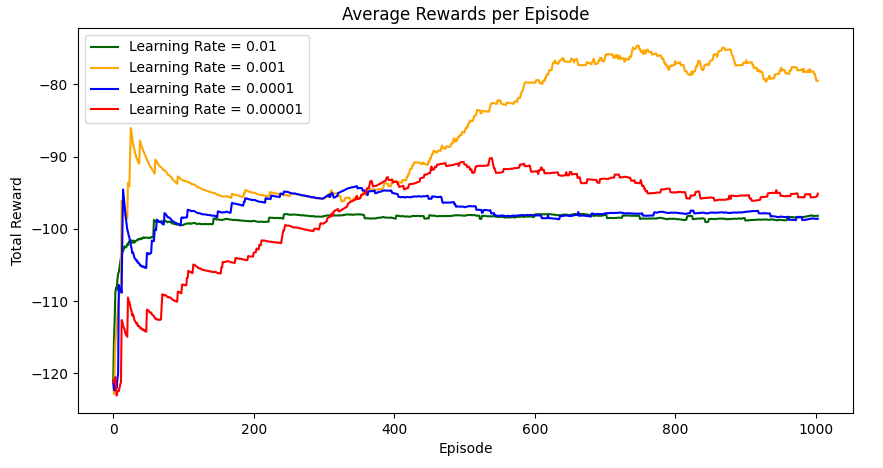 Average Rewards per Episode
Learning Rate = 0.01
Learning Rate = 0.001
Learning Rate = 0.0001
Learning Rate = 0.00001
Total Reward
−80
−90
−100
−110
−120
0 200 400 600 800 1000
Episode